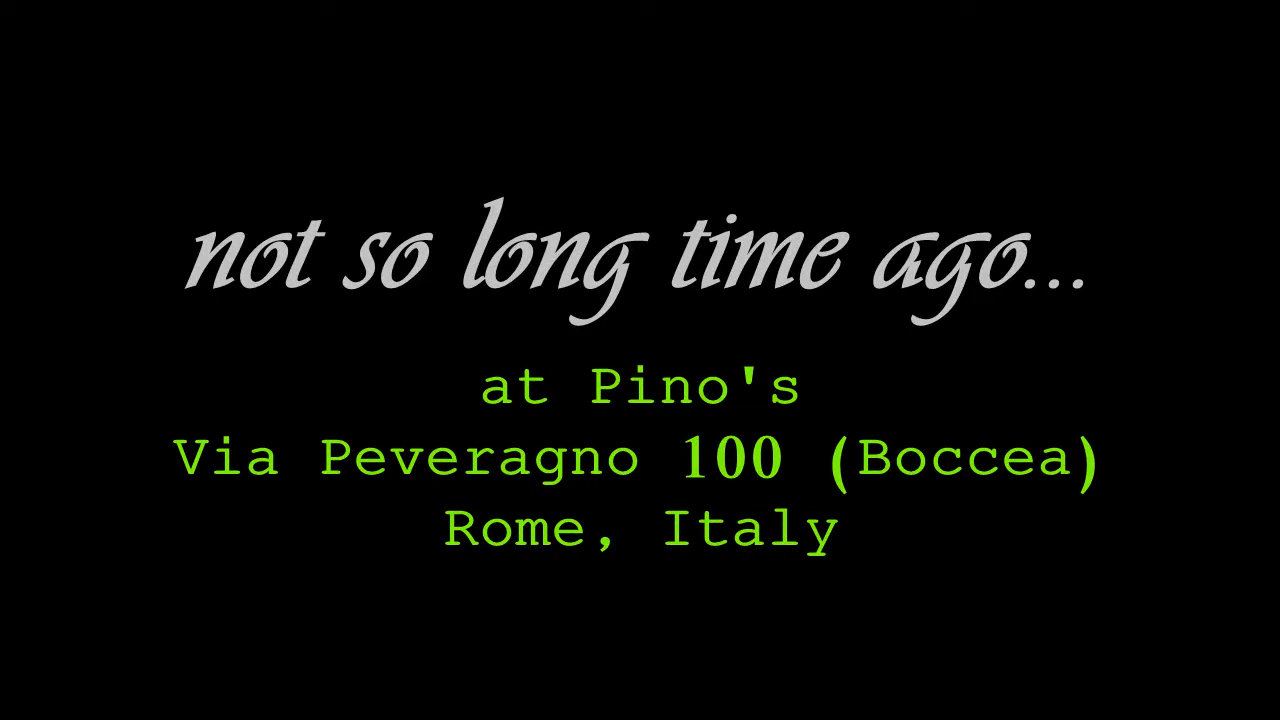 not so long time ago...
at Pino's
Via Peveragno 100 (Boccea)
Rome, Italy